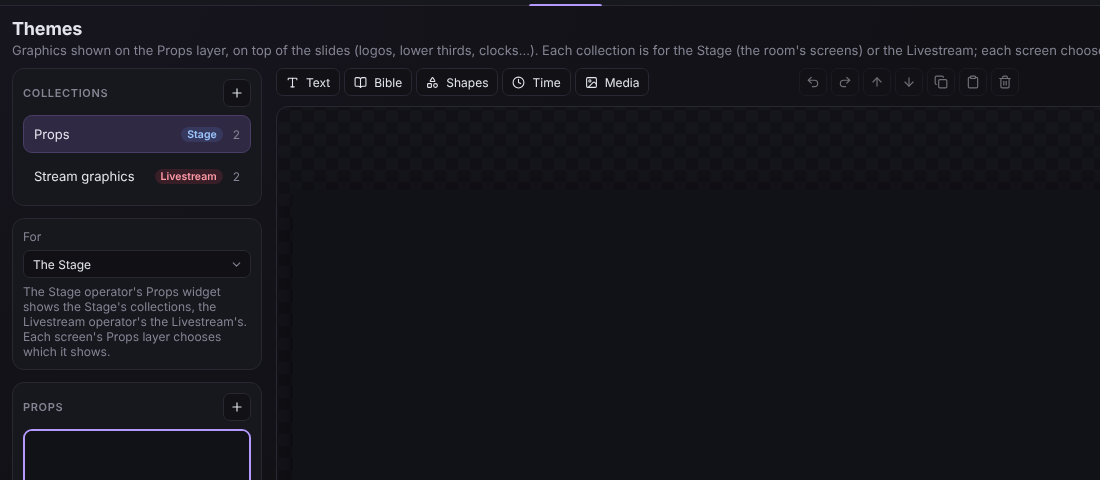 Themes
Graphics shown on the Props layer, on top of the slides (logos, lower thirds, clocks...). Each collection is for the Stage (the room's screens) or the Livestream; each screen
COLLECTIONS
Props Stage 2
Stream graphics Livestream 2
For
The Stage
The Stage operator's Props widget
shows the Stage's collections, the
Livestream operator's the Livestream's.
Each screen's Props layer chooses
which it shows.
PROPS
Text Bible Shapes Time Media